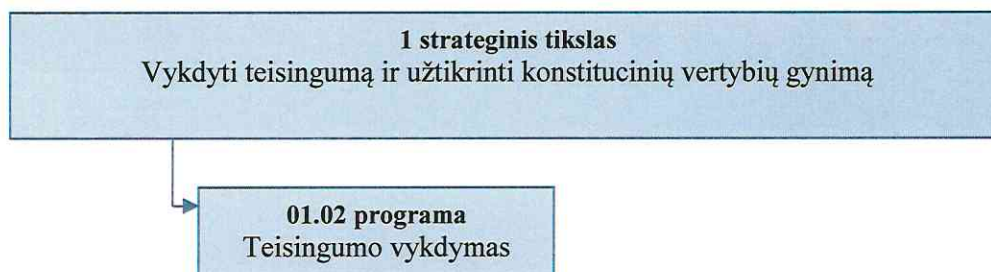 1 strateginis tikslas
Vykdyti teisingumą ir užtikrinti konstitucinių vertybių gynimą
01.02 programa
Teisingumo vykdymas